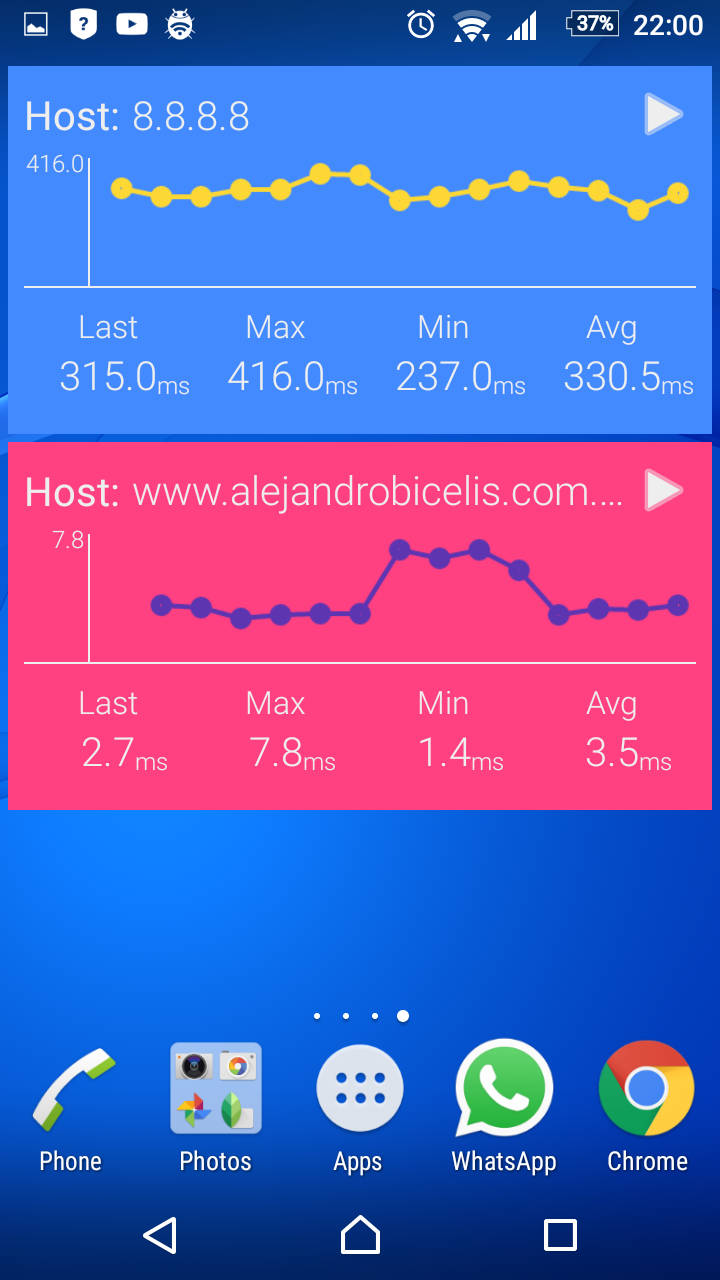 37% 22:00
Host: 8.8.8.8
416.0
Last Max Min Avg
315.0ms 416.0ms 237.0ms 330.5ms
Host: www.alejandrobicelis.com....
7.8
Last Max Min Avg
2.7ms 7.8ms 1.4ms 3.5ms
Phone Photos Apps WhatsApp Chrome